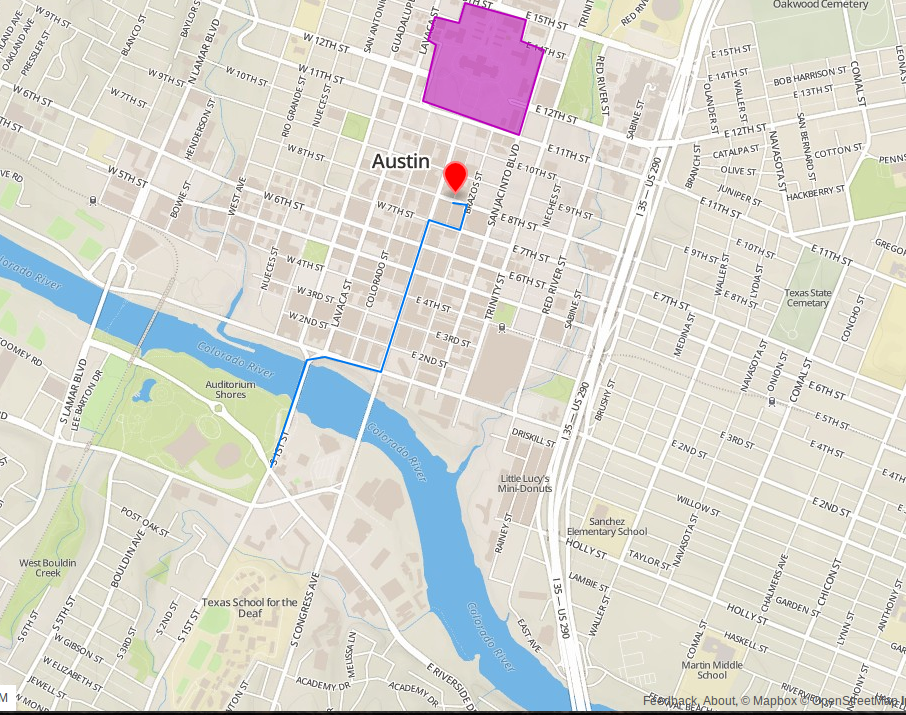 Oakwood Cemetery
W 9TH ST
OAKLAND AVE
PRESSLER ST
BLANCO ST
BAYLOR ST
N LAMAR BLVD
W 12TH ST
SAN ANTONIO
GUADALUPE
LAVACA ST
E 15TH ST
TRINITY
RED RIVER
E 15TH ST
W 11TH ST
W 10TH ST
W 9TH ST
W 7TH ST
W 6TH ST
RIO GRANDE ST
NUECES ST
HENDERSON ST
RED RIVER ST
SABINE ST
E 14TH ST
BOB HARRISON ST
E 13TH ST
COMAL ST
LEONA ST
OLANDER ST
WALLER ST
E 12TH ST
E 12TH ST
NAVASOTA ST
SAN BERNARD ST
COTTON ST
CATALPA ST
OLIVE ST
PENNS
JUNIPER ST
HACKBERRY ST
BRANCH ST
E 11TH ST
E 11TH ST
E 11TH ST
W 8TH ST
Austin
E 10TH ST
W 5TH ST
W 6TH ST
W 7TH ST
WEST AVE
BOWIE ST
BRAZOS ST
SAN JACINTO BLVD
NECHES ST
E 9TH ST
E 8TH ST
I 35 — US 290
E 10TH ST
E 9TH ST
GREGOR
W 4TH ST
NUECES ST
E 7TH ST
E 6TH ST
E 8TH ST
E 7TH ST
WALLER ST
LYDIA ST
Texas State
Cemetary
CONCHO ST
Colorado River
W 3RD ST
W 2ND ST
LAVACA ST
COLORADO ST
E 4TH ST
E 3RD ST
E 2ND ST
TRINITY ST
RED RIVER ST
SABINE ST
MEDINA ST
Colorado River
S LAMAR BLVD
LEE BARTON DR
Auditorium
Shores
NAVASOTA ST
ONION ST
COMAL ST
E 6TH ST
E 5TH ST
E 4TH ST
E 3RD ST
E 2ND ST
I 35 — US 290
BRUSHY ST
S 1ST ST
Colorado River
DRISKILL ST
Little Lucy's
Mini-Donuts
WILLOW ST
Sanchez
Elementary School
RAINEY ST
HOLLY ST
TAYLOR ST
NAVASOTA ST
POST OAK ST
BOULDIN AVE
West Bouldin
Creek
LAMBIE ST
WALLER ST
CHALMERS AVE
CHICON ST
GARDEN ST
HOLLY ST
ANTHONY ST
LYNN ST
HASKELL ST
COMAL ST
Texas School for the
Deaf
S CONGRESS AVE
I 35 — US 290
EAST AVE
Colorado River
S 6TH ST
S 5TH ST
S 3RD ST
S 2ND ST
S 1ST ST
W GIBSON ST
W ELIZABETH ST
JEWELL ST
W MONRO
MELISSA LN
ACADEMY DR
ACADEMY DR
E RIVERSIDE
Martin Middle
School
RIVERVIEW ST
ANTHONY ST
Feedback, About, © Mapbox © OpenStreetMap